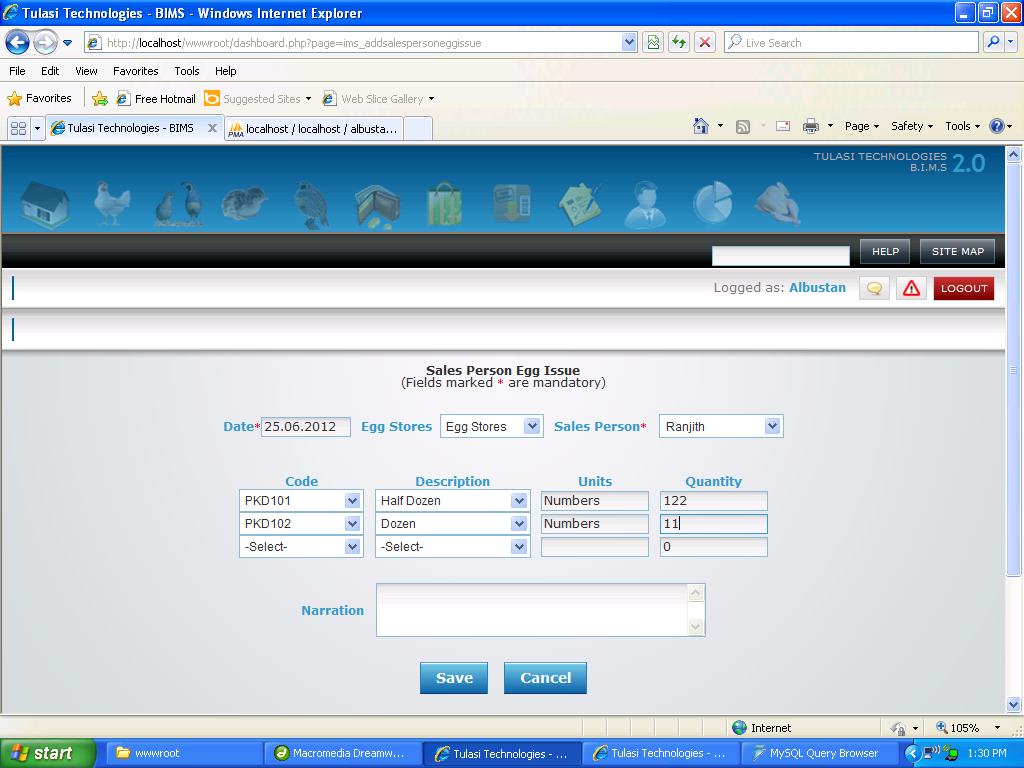 Tulasi Technologies - BIMS - Windows Internet Explorer
http://localhost/wwwroot/dashboard.php?page=ims_addsalespersoneggissue
Live Search
File Edit View Favorites Tools Help
Favorites Free Hotmail Suggested Sites Web Slice Gallery
Tulasi Technologies - BIMS X PMA localhost / localhost / albusta... Page Safety Tools
TULASI TECHNOLOGIES
B.I.M.S 2.0
HELP SITE MAP
Logged as: Albustan LOGOUT
Sales Person Egg Issue
(Fields marked * are mandatory)
Date* 25.06.2012 Egg Stores Egg Stores Sales Person* Ranjith
Code Description Units Quantity
PKD101 Half Dozen Numbers 122
PKD102 Dozen Numbers 11
-Select- -Select- 0
Narration
Save Cancel
Internet 105%
start wwwroot Macromedia Dreamw... Tulasi Technologies - ... Tulasi Technologies - ... MySQL Query Browser 1:30 PM